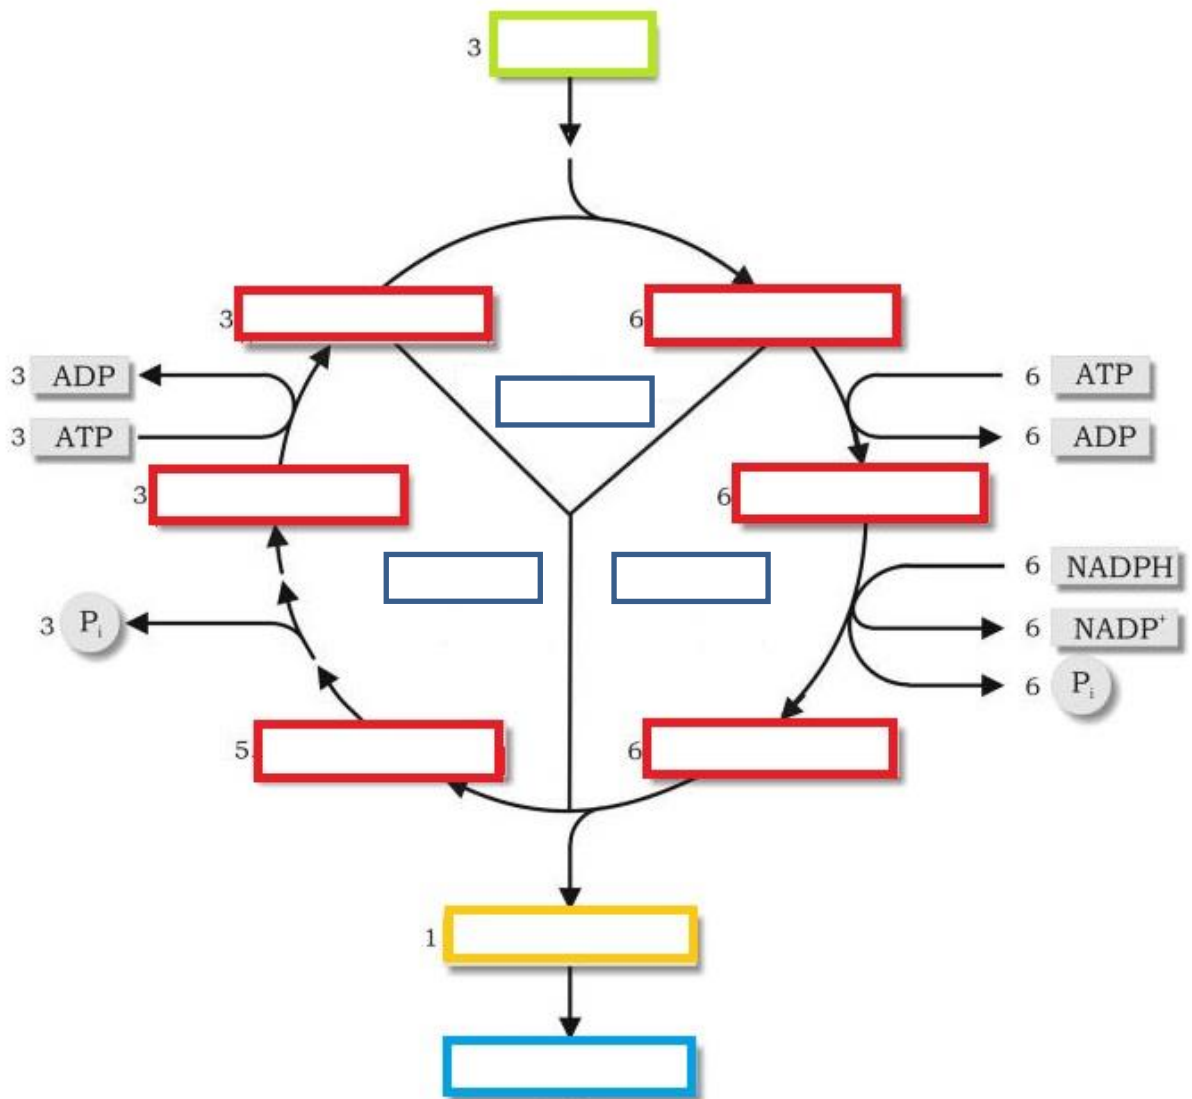 3
3
6
3 ADP
6 ATP
3 ATP
6 ADP
3
6
6 NADPH
3 Pi
6 NADP+
6 Pi
5.
6
1